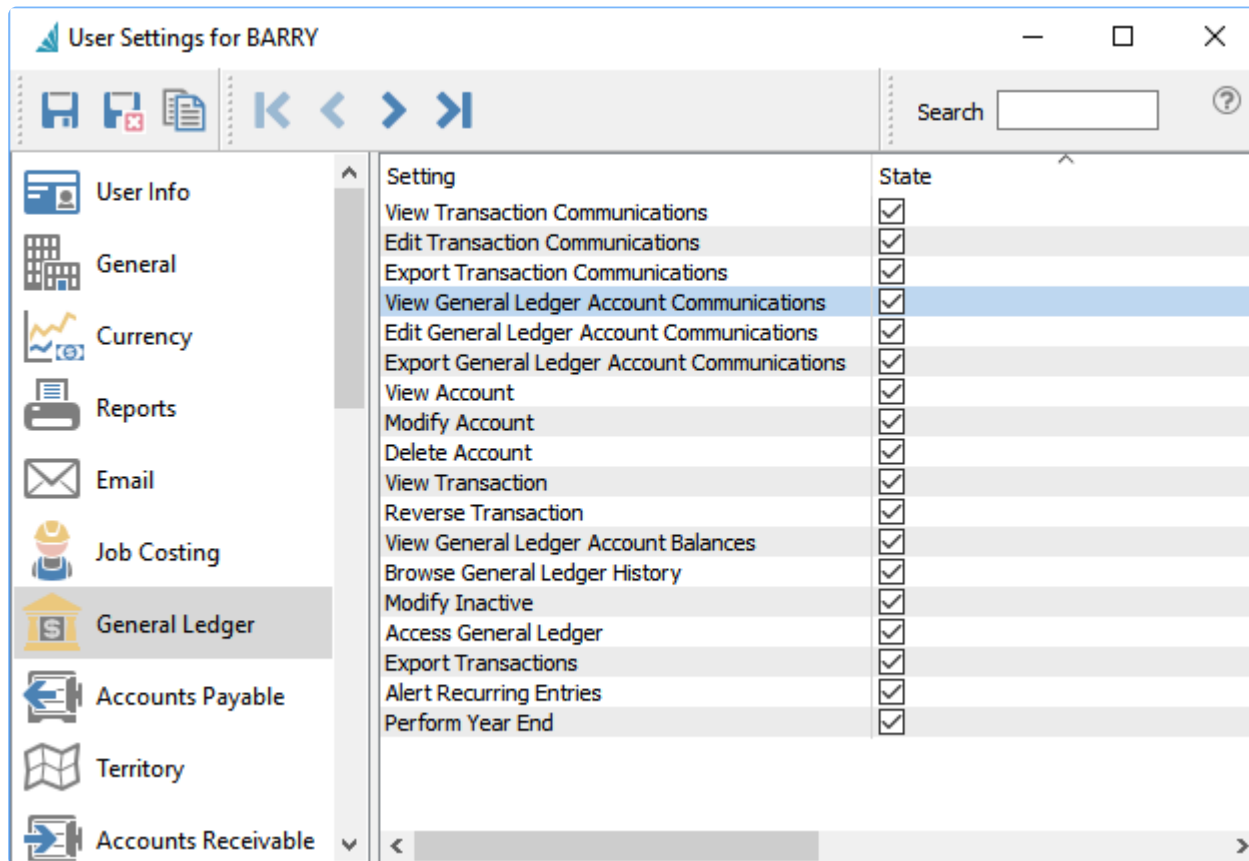 User Settings for BARRY
Search
User Info
General
Currency
Reports
Email
Job Costing
General Ledger
Accounts Payable
Territory
Accounts Receivable
Setting State
View Transaction Communications
Edit Transaction Communications
Export Transaction Communications
View General Ledger Account Communications
Edit General Ledger Account Communications
Export General Ledger Account Communications
View Account
Modify Account
Delete Account
View Transaction
Reverse Transaction
View General Ledger Account Balances
Browse General Ledger History
Modify Inactive
Access General Ledger
Export Transactions
Alert Recurring Entries
Perform Year End